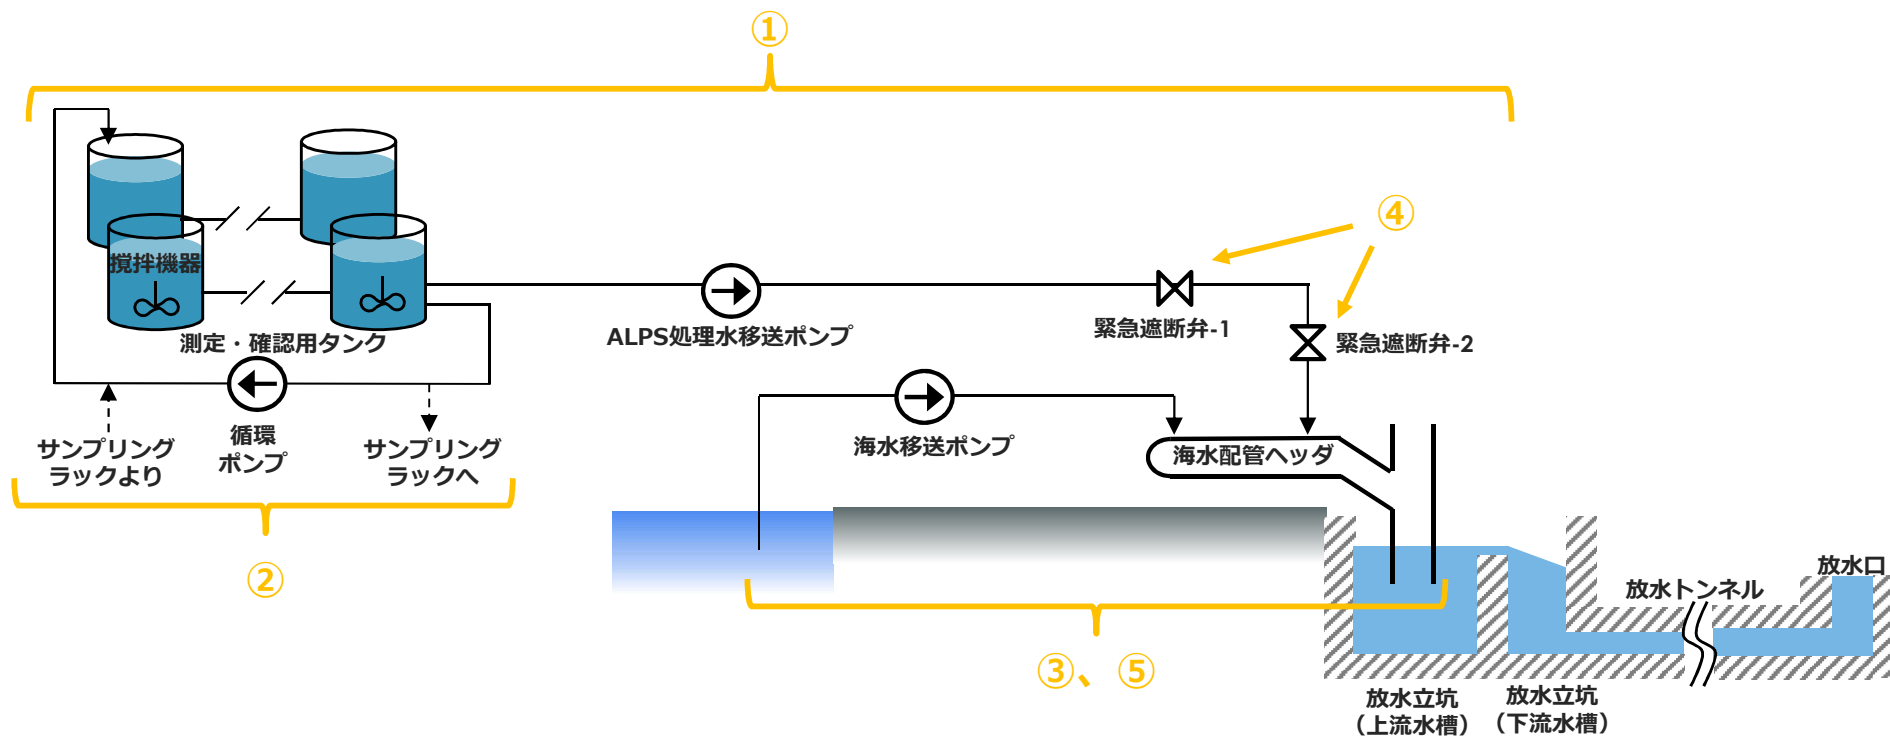 ①
④
撹拌機器
測定・確認用タンク
ALPS処理水移送ポンプ
緊急遮断弁-1
緊急遮断弁-2
循環
ポンプ
サンプリング
ラックより
サンプリング
ラックへ
海水移送ポンプ
海水配管ヘッダ
②
③、⑤
放水口
放水トンネル
放水立坑
（上流水槽）
放水立坑
（下流水槽）